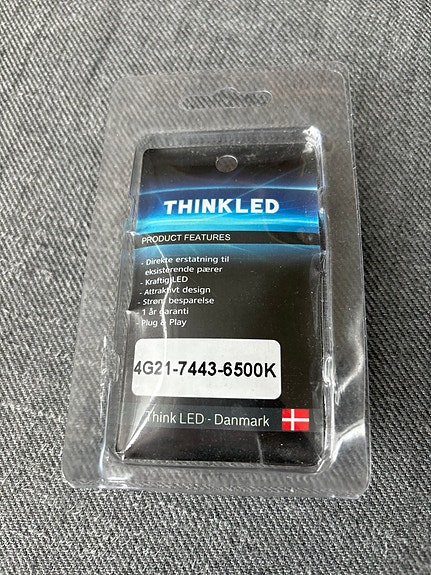 THINKLED
PRODUCT FEATURES
- Direkte erstatning til
eksisterende pærer
- Kraftig LED
- Attraktivt design
- Strøm besparelse
1 år garanti
- Plug & Play
4G21-7443-6500K
Think LED - Danmark